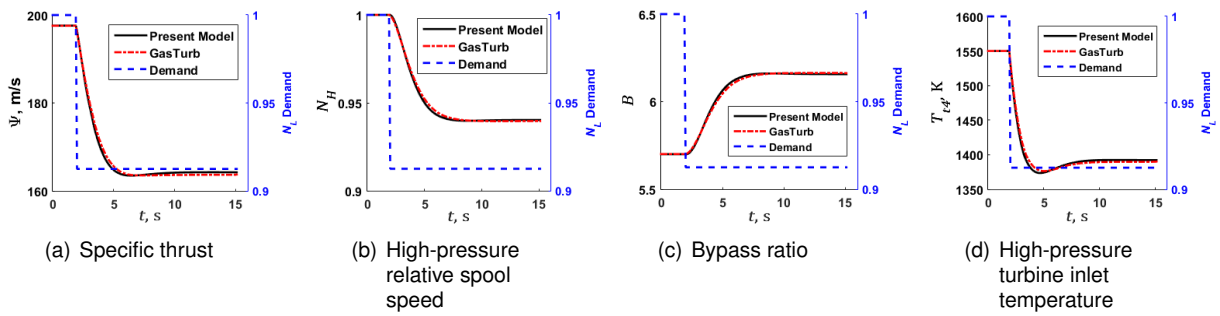 200
180
160
Ψ, m/s
0
5
10
15
t, s
1
0.95
0.9
N_L Demand
Present Model
GasTurb
Demand
(a) Specific thrust
1
0.95
0.9
N_H
0
5
10
15
t, s
1
0.95
0.9
N_L Demand
Present Model
GasTurb
Demand
(b) High-pressure
relative spool
speed
6.5
6
5.5
B
0
5
10
15
t, s
1
0.95
0.9
N_L Demand
Present Model
GasTurb
Demand
(c) Bypass ratio
1600
1550
1500
1450
1400
1350
T_t4, K
0
5
10
15
t, s
1
0.95
0.9
N_L Demand
Present Model
GasTurb
Demand
(d) High-pressure
turbine inlet
temperature